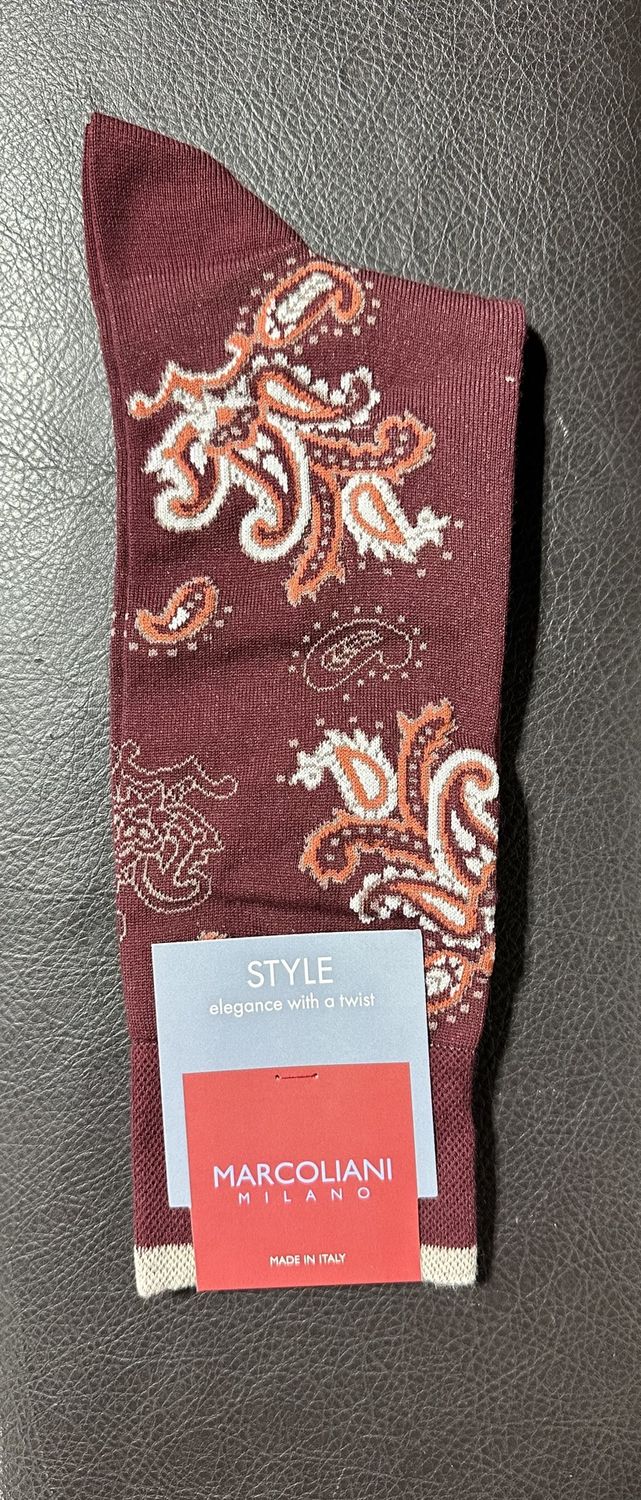 STYLE
elegance with a twist
MARCOLIANI
MILANO
MADE IN ITALY